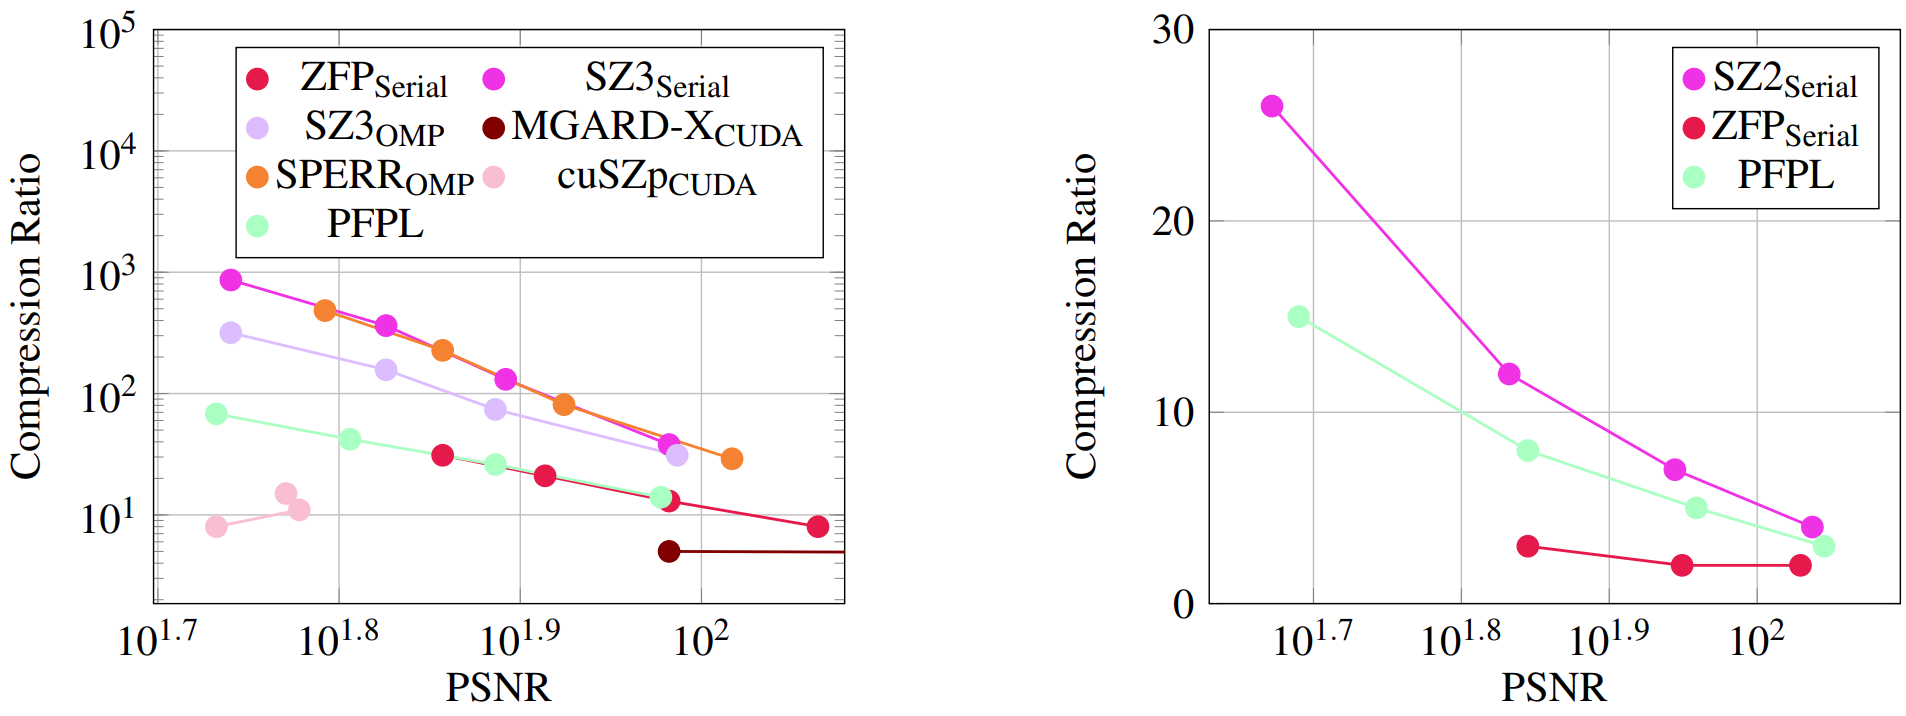 10^5
10^4
10^3
10^2
10^1
Compression Ratio
ZFP_Serial SZ3_Serial
SZ3_OMP MGARD-X_CUDA
SPERR_OMP cuSZp_CUDA
PFPL
10^1.7 10^1.8 10^1.9 10^2
PSNR
30
20
10
0
Compression Ratio
SZ2_Serial
ZFP_Serial
PFPL
10^1.7 10^1.8 10^1.9 10^2
PSNR